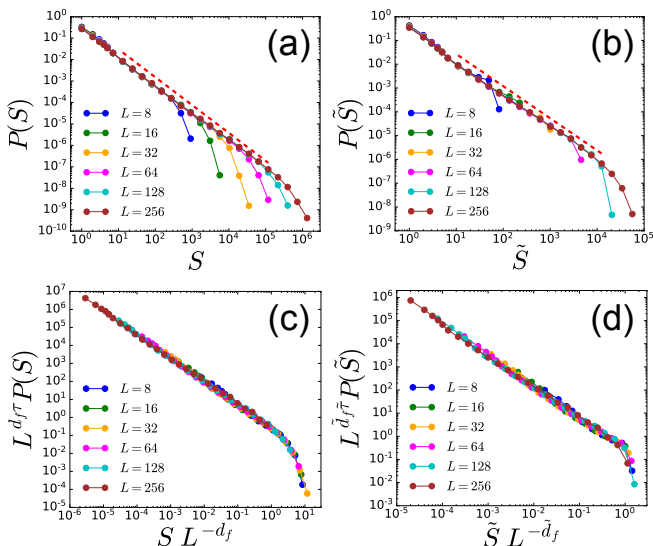 (a)
P(S)
10^0
10^-1
10^-2
10^-3
10^-4
10^-5
10^-6
10^-7
10^-8
10^-9
10^-10
L = 8
L = 16
L = 32
L = 64
L = 128
L = 256
10^0 10^1 10^2 10^3 10^4 10^5 10^6 10^7
S
(b)
P(S̃)
10^0
10^-1
10^-2
10^-3
10^-4
10^-5
10^-6
10^-7
10^-8
10^-9
L = 8
L = 16
L = 32
L = 64
L = 128
L = 256
10^0 10^1 10^2 10^3 10^4 10^5
S̃
(c)
L^{d_f τ} P(S)
10^7
10^6
10^5
10^4
10^3
10^2
10^1
10^0
10^-1
10^-2
10^-3
10^-4
10^-5
L = 8
L = 16
L = 32
L = 64
L = 128
L = 256
10^-6 10^-5 10^-4 10^-3 10^-2 10^-1 10^0 10^1 10^2
S L^{-d_f}
(d)
L^{d̃_f τ̃} P(S̃)
10^6
10^5
10^4
10^3
10^2
10^1
10^0
10^-1
10^-2
10^-3
L = 8
L = 16
L = 32
L = 64
L = 128
L = 256
10^-5 10^-4 10^-3 10^-2 10^-1 10^0 10^1
S̃ L^{-d̃_f}